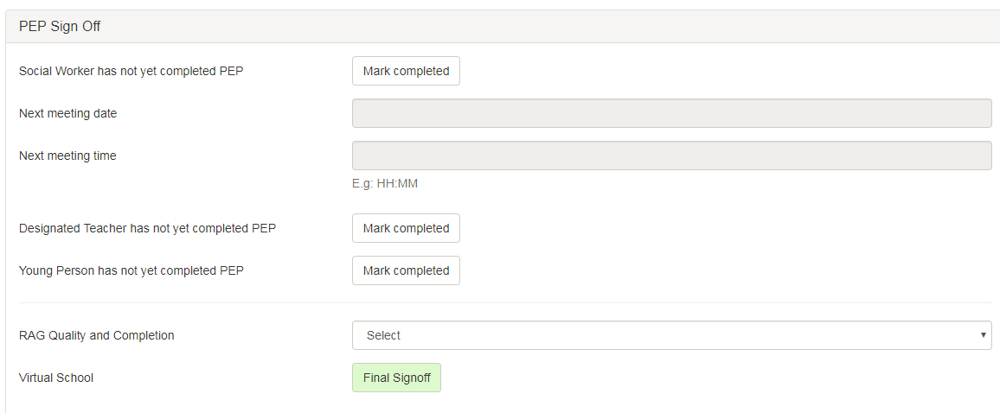 PEP Sign Off
Social Worker has not yet completed PEP Mark completed
Next meeting date
Next meeting time
E.g: HH:MM
Designated Teacher has not yet completed PEP Mark completed
Young Person has not yet completed PEP Mark completed
RAG Quality and Completion Select
Virtual School Final Signoff